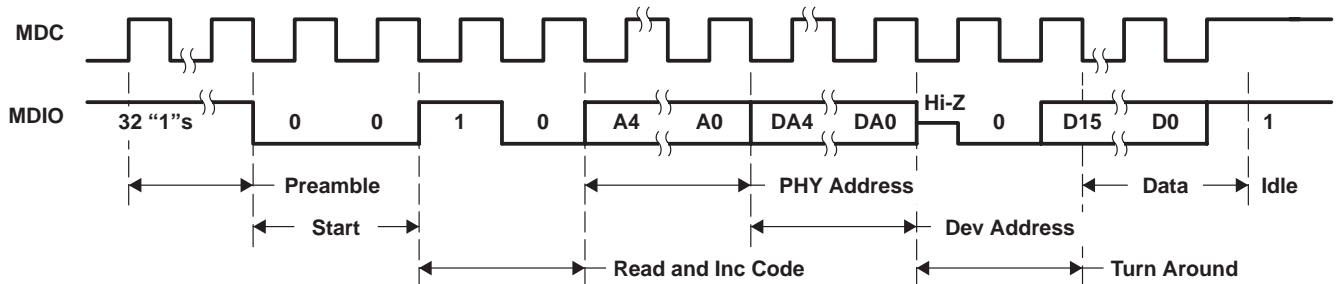 MDC
MDIO
32 “1”s 0 0 1 0 A4 A0 DA4 DA0 Hi-Z 0 D15 D0 1
Preamble PHY Address Data Idle
Start Dev Address
Read and Inc Code Turn Around